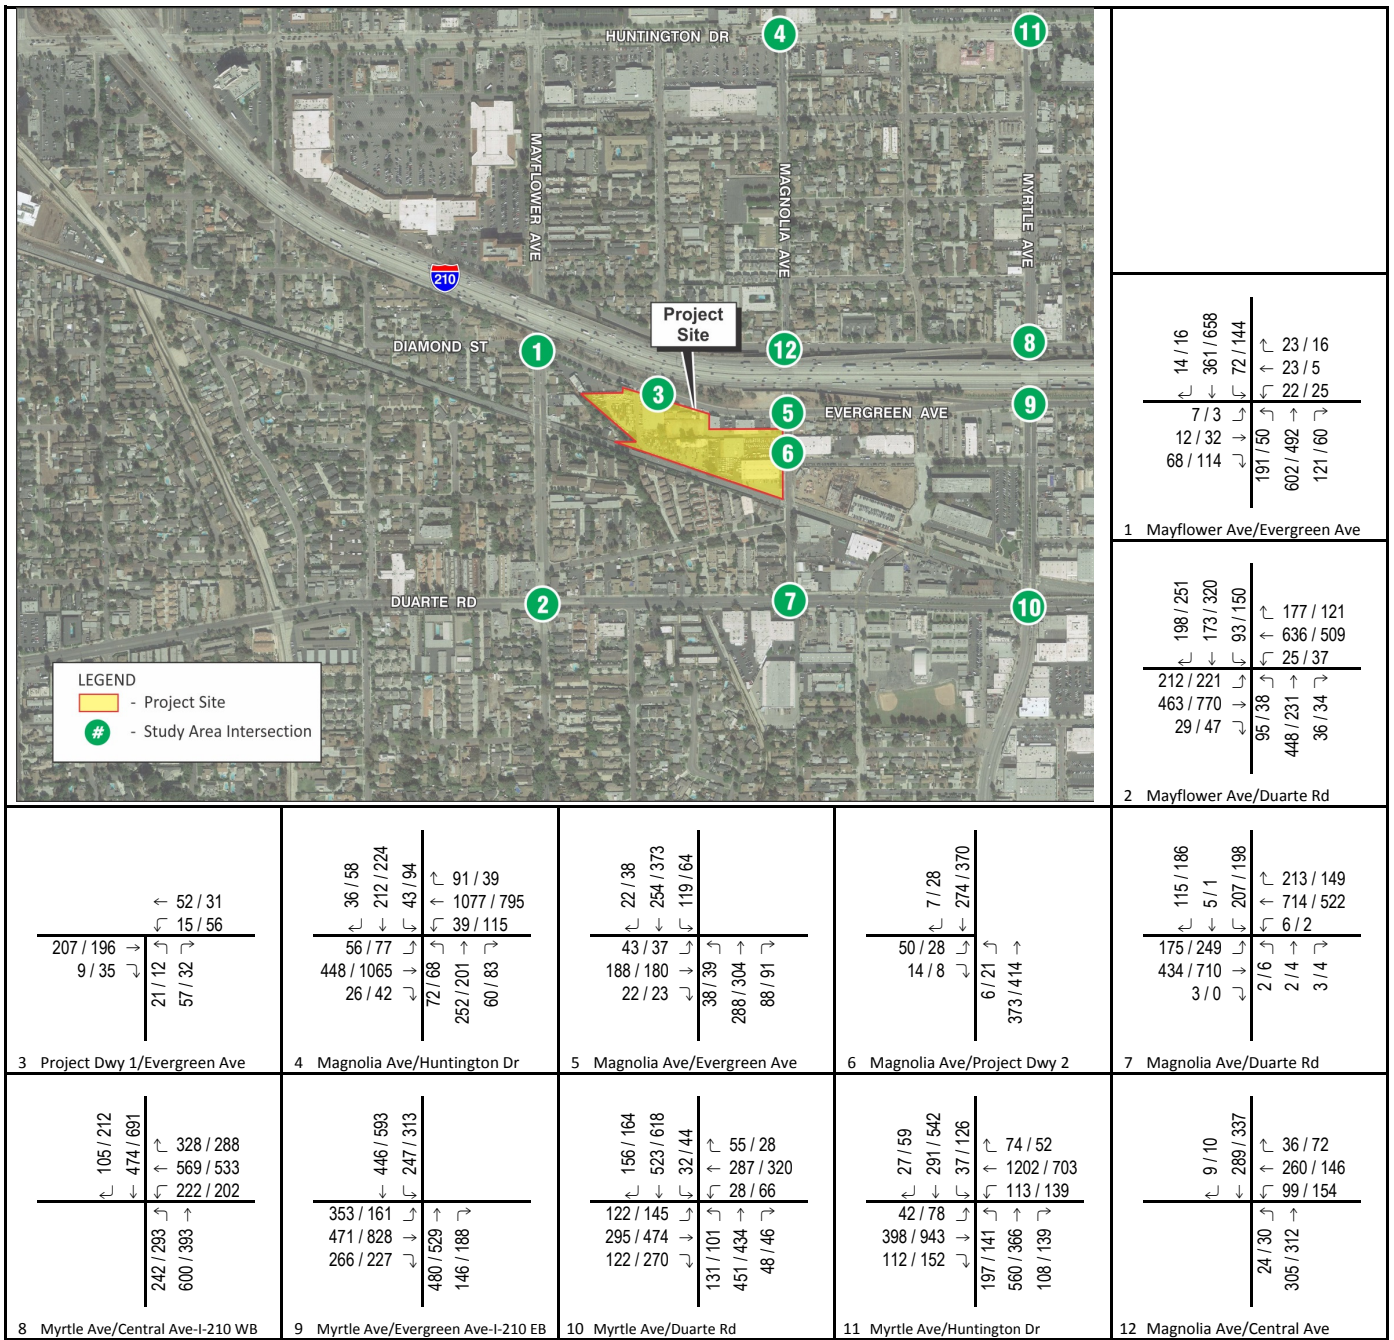 HUNTINGTON DR
4
11
MAYFLOWER AVE
MAGNOLIA AVE
MYRTLE AVE
210
Project
Site
DIAMOND ST
1
12
8
3
5
EVERGREEN AVE
9
6
DUARTE RD
2
7
10
LEGEND
- Project Site
# - Study Area Intersection
14 / 16
361 / 658
72 / 144
↵ ↓ ↳
↑ 23 / 16
← 23 / 5
↓ 22 / 25
7 / 3
12 / 32 →
68 / 114
191 / 50
602 / 492
121 / 60
1 Mayflower Ave/Evergreen Ave
198 / 251
173 / 320
93 / 150
177 / 121
← 636 / 509
25 / 37
212 / 221
463 / 770 →
29 / 47
95 / 38
448 / 231
36 / 34
2 Mayflower Ave/Duarte Rd
← 52 / 31
15 / 56
207 / 196 →
9 / 35
21 / 12
57 / 32
3 Project Dwy 1/Evergreen Ave
36 / 58
212 / 224
43 / 94
91 / 39
← 1077 / 795
39 / 115
56 / 77
448 / 1065 →
26 / 42
72 / 68
252 / 201
60 / 83
4 Magnolia Ave/Huntington Dr
22 / 38
254 / 373
119 / 64
43 / 37
188 / 180 →
22 / 23
38 / 39
288 / 304
88 / 91
5 Magnolia Ave/Evergreen Ave
7 / 28
274 / 370
50 / 28
14 / 8
6 / 21
373 / 414
6 Magnolia Ave/Project Dwy 2
115 / 186
5 / 1
207 / 198
213 / 149
← 714 / 522
6 / 2
175 / 249
434 / 710 →
3 / 0
2 / 6
2 / 4
3 / 4
7 Magnolia Ave/Duarte Rd
105 / 212
474 / 691
328 / 288
← 569 / 533
222 / 202
242 / 293
600 / 393
8 Myrtle Ave/Central Ave-I-210 WB
446 / 593
247 / 313
353 / 161
471 / 828 →
266 / 227
480 / 529
146 / 188
9 Myrtle Ave/Evergreen Ave-I-210 EB
156 / 164
523 / 618
32 / 44
55 / 28
← 287 / 320
28 / 66
122 / 145
295 / 474 →
122 / 270
131 / 101
451 / 434
48 / 46
10 Myrtle Ave/Duarte Rd
27 / 59
291 / 542
37 / 126
74 / 52
← 1202 / 703
113 / 139
42 / 78
398 / 943 →
112 / 152
197 / 141
560 / 366
108 / 139
11 Myrtle Ave/Huntington Dr
9 / 10
289 / 337
36 / 72
← 260 / 146
99 / 154
24 / 30
305 / 312
12 Magnolia Ave/Central Ave